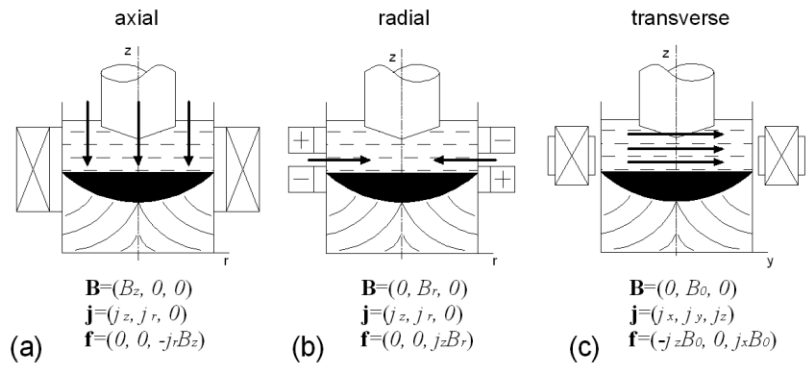 axial
z
r
B=(Bz, 0, 0)
j=(jz, jr, 0)
f=(0, 0, -jrBz)
(a)
radial
z
+ −
− +
r
B=(0, Br, 0)
j=(jz, jr, 0)
f=(0, 0, jzBr)
(b)
transverse
z
y
B=(0, B0, 0)
j=(jx, jy, jz)
f=(-jzB0, 0, jxB0)
(c)